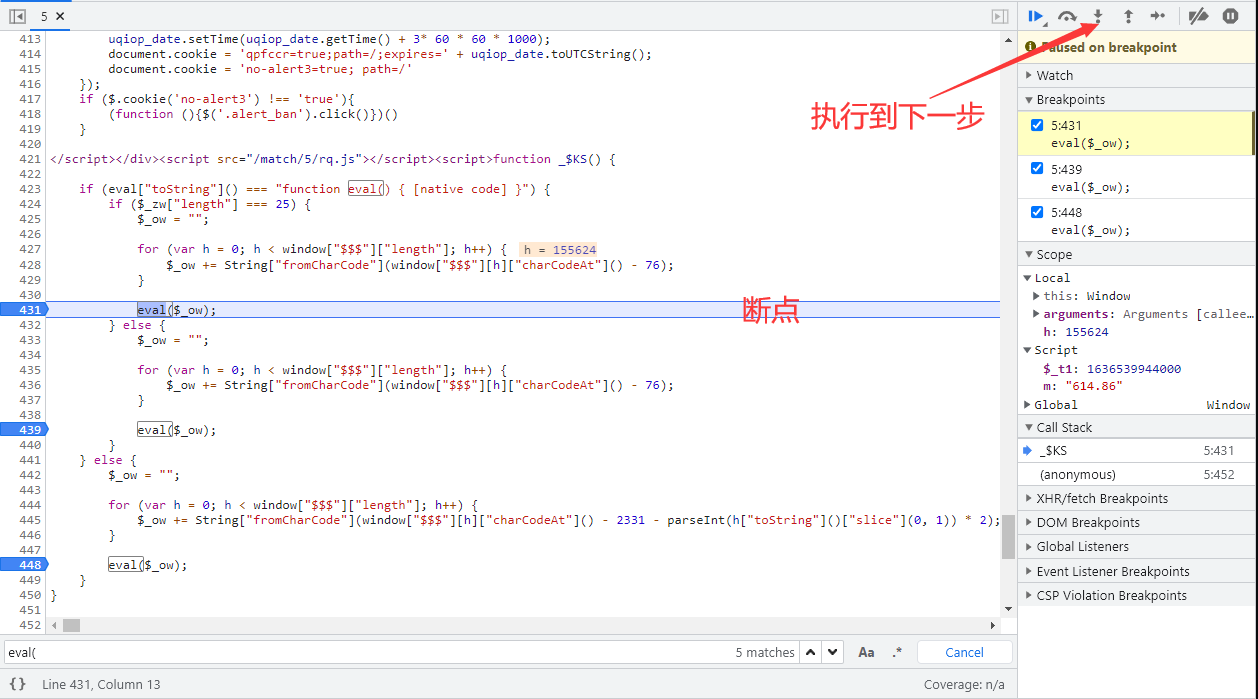 5 ×
413 uqiop_date.setTime(uqiop_date.getTime() + 3* 60 * 60 * 1000);
414 document.cookie = 'qpfccr=true;path=/;expires=' + uqiop_date.toUTCString();
415 document.cookie = 'no-alert3=true; path=/'
416 });
417 if ($.cookie('no-alert3') !== 'true'){
418 (function (){$('.alert_ban').click()})()
419 }
420
421 </script></div><script src="/match/5/rq.js"></script><script>function _$KS() {
422
423 if (eval["toString"]() === "function eval() { [native code] }") {
424 if ($_zw["length"] === 25) {
425 $_ow = "";
426
427 for (var h = 0; h < window["$$$"]["length"]; h++) { h = 155624
428 $_ow += String["fromCharCode"](window["$$$"][h]["charCodeAt"]() - 76);
429 }
430
431 eval($_ow);
432 } else {
433 $_ow = "";
434
435 for (var h = 0; h < window["$$$"]["length"]; h++) {
436 $_ow += String["fromCharCode"](window["$$$"][h]["charCodeAt"]() - 76);
437 }
438
439 eval($_ow);
440 }
441 } else {
442 $_ow = "";
443
444 for (var h = 0; h < window["$$$"]["length"]; h++) {
445 $_ow += String["fromCharCode"](window["$$$"][h]["charCodeAt"]() - 2331 - parseInt(h["toString"]()["slice"](0, 1)) * 2);
446 }
447
448 eval($_ow);
449 }
450 }
451
452
执行到下一步
断点
eval(
5 matches
Aa
.*
Cancel
{}
Line 431, Column 13
Coverage: n/a
Paused on breakpoint
Watch
Breakpoints
5:431
eval($_ow);
5:439
eval($_ow);
5:448
eval($_ow);
Scope
Local
this: Window
arguments: Arguments [callee…
h: 155624
Script
$_t1: 1636539944000
m: "614.86"
Global Window
Call Stack
_$KS 5:431
(anonymous) 5:452
XHR/fetch Breakpoints
DOM Breakpoints
Global Listeners
Event Listener Breakpoints
CSP Violation Breakpoints